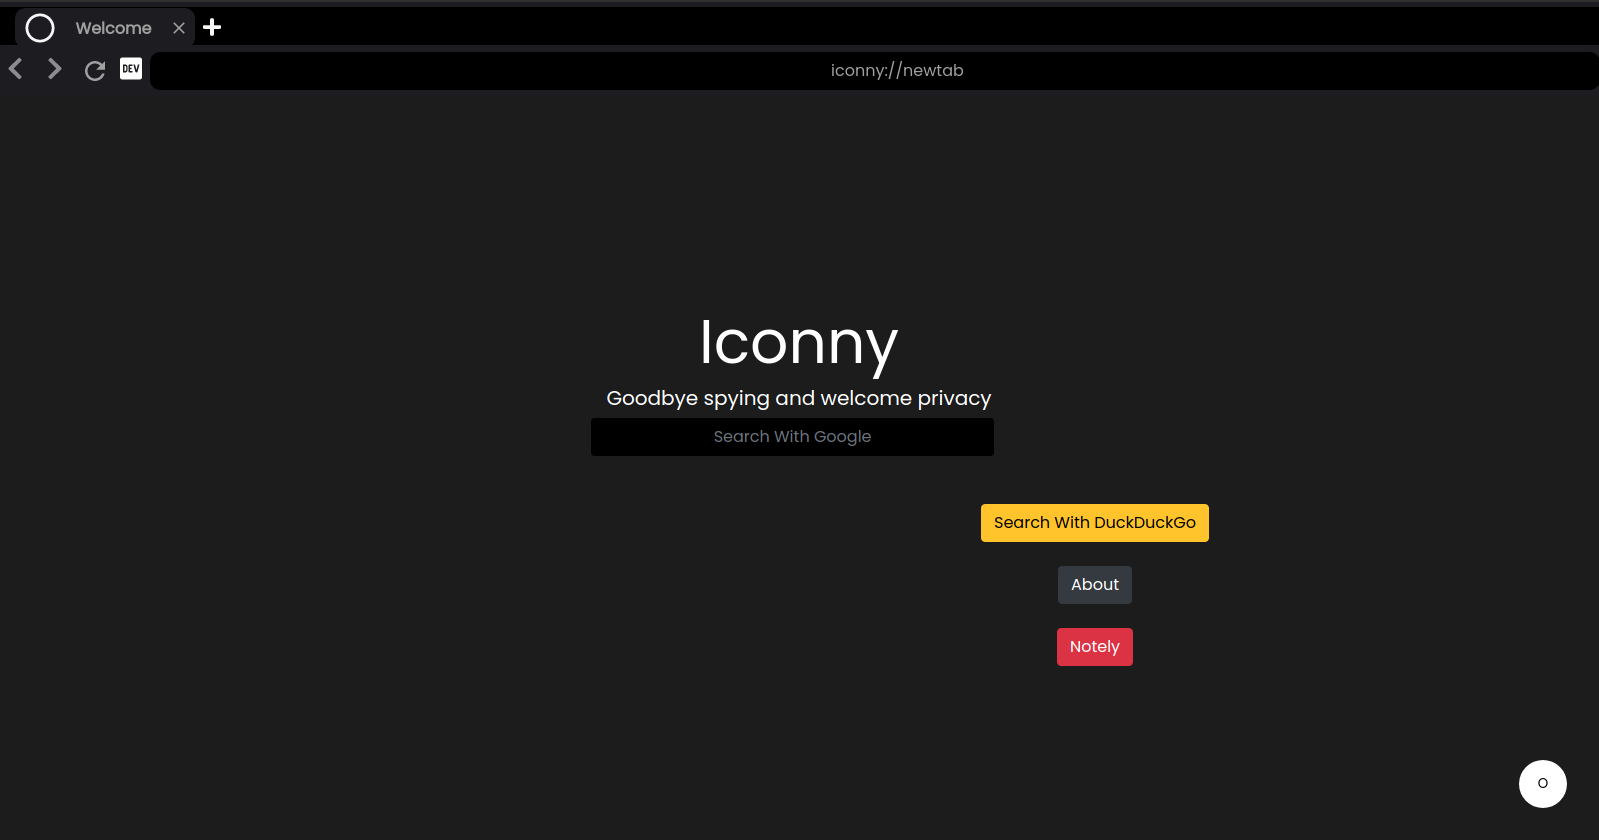 Welcome
DEV
iconny://newtab
Iconny
Goodbye spying and welcome privacy
Search With Google
Search With DuckDuckGo
About
Notely
O